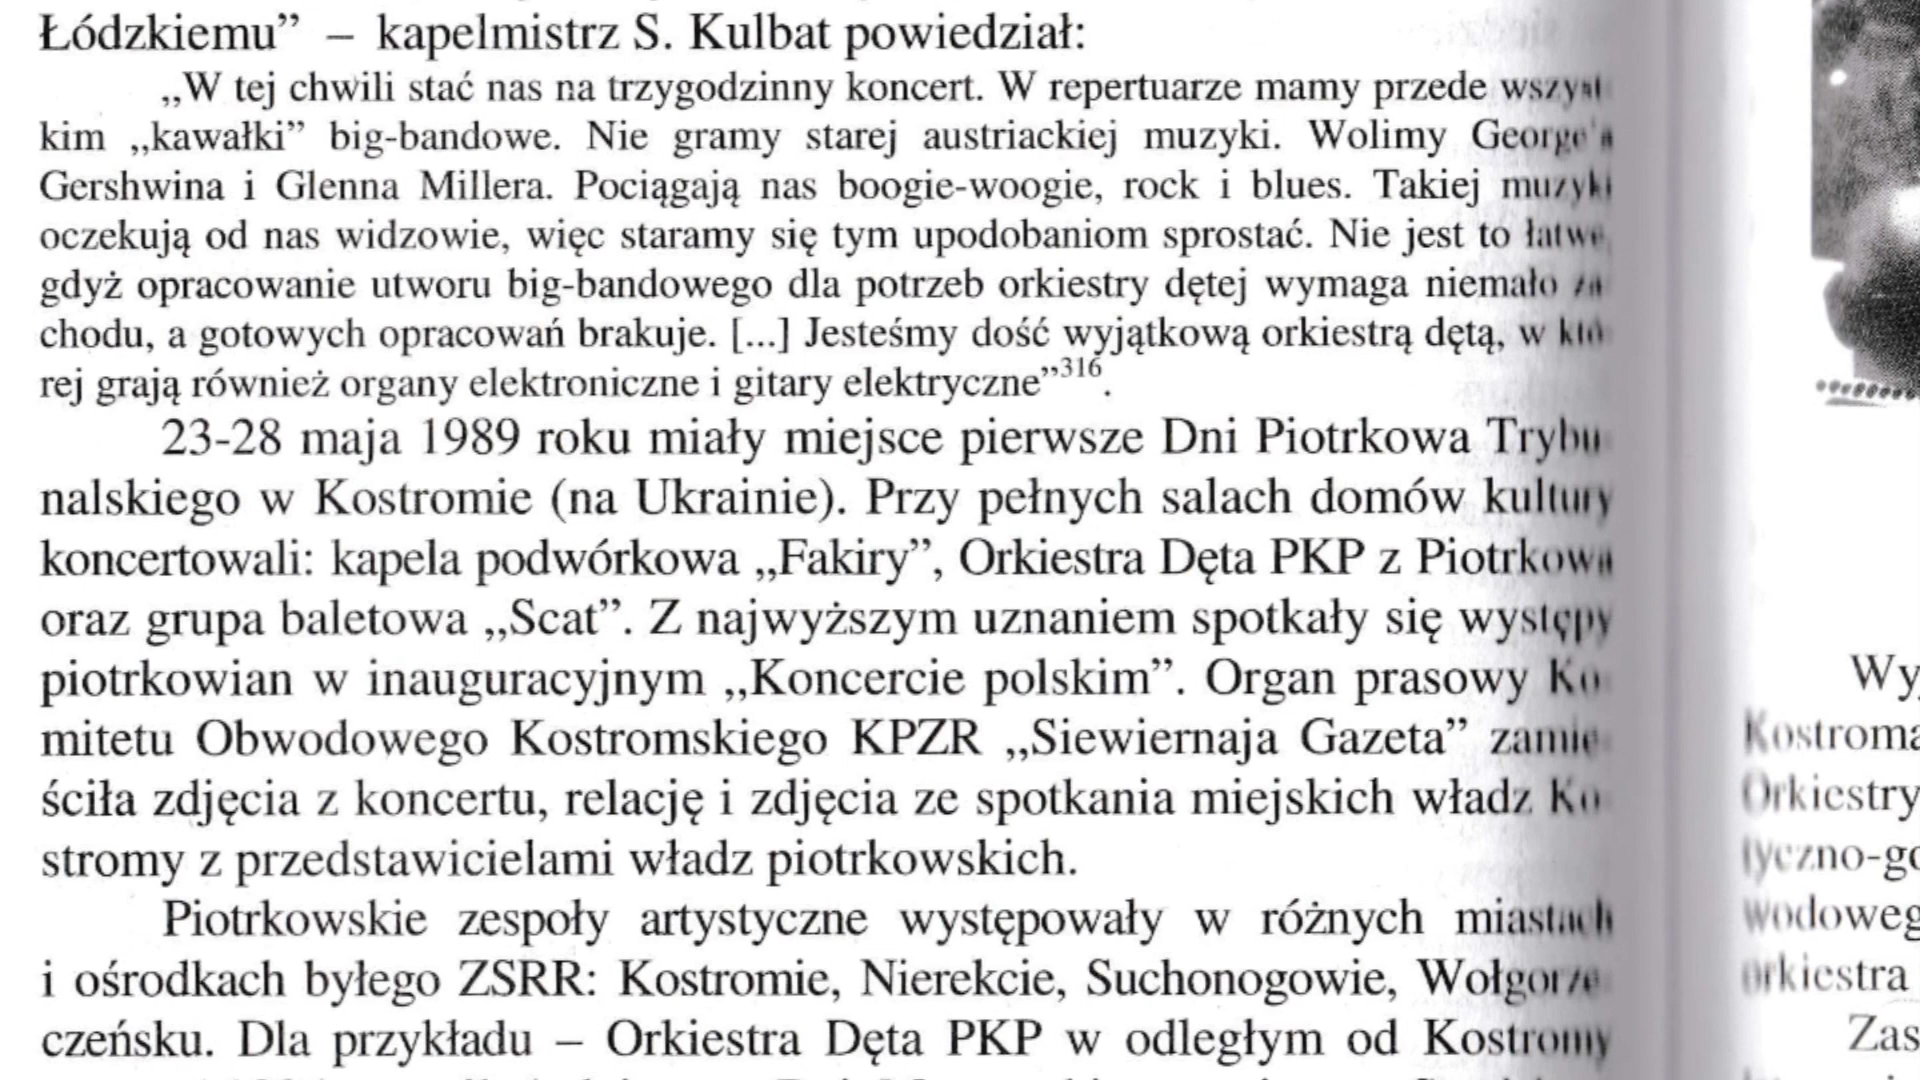 Łódzkiemu” – kapelmistrz S. Kulbat powiedział:
„W tej chwili stać nas na trzygodzinny koncert. W repertuarze mamy przede wszyst
kim „kawałki” big-bandowe. Nie gramy starej austriackiej muzyki. Wolimy George'a
Gershwina i Glenna Millera. Pociągają nas boogie-woogie, rock i blues. Takiej muzyki
oczekują od nas widzowie, więc staramy się tym upodobaniom sprostać. Nie jest to łatwe,
gdyż opracowanie utworu big-bandowego dla potrzeb orkiestry dętej wymaga niemało za
chodu, a gotowych opracowań brakuje. [...] Jesteśmy dość wyjątkową orkiestrą dętą, w któ
rej grają również organy elektroniczne i gitary elektryczne”316.
23-28 maja 1989 roku miały miejsce pierwsze Dni Piotrkowa Trybu
nalskiego w Kostromie (na Ukrainie). Przy pełnych salach domów kultury
koncertowali: kapela podwórkowa „Fakiry”, Orkiestra Dęta PKP z Piotrkowa
oraz grupa baletowa „Scat”. Z najwyższym uznaniem spotkały się występy
piotrkowian w inauguracyjnym „Koncercie polskim”. Organ prasowy Ko
mitetu Obwodowego Kostromskiego KPZR „Siewiernaja Gazeta” zamie
ściła zdjęcia z koncertu, relację i zdjęcia ze spotkania miejskich władz Ko
stromy z przedstawicielami władz piotrkowskich.
Piotrkowskie zespoły artystyczne występowały w różnych miastach
i ośrodkach byłego ZSRR: Kostromie, Nierekcie, Suchonogowie, Wołgorze
czeńsku. Dla przykładu – Orkiestra Dęta PKP w odległym od Kostromy
Wy
Kostroma
Orkiestry
tyczno-go
wodoweg
orkiestra
Zas